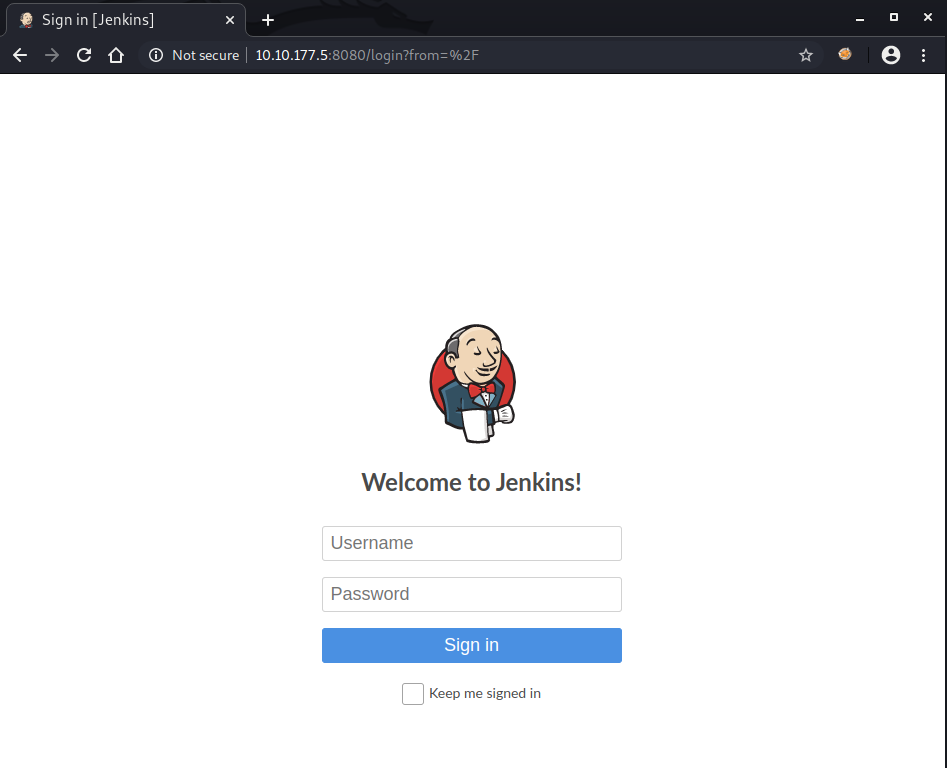 Sign in [Jenkins]
Not secure
10.10.177.5:8080/login?from=%2F
Welcome to Jenkins!
Username
Password
Sign in
Keep me signed in